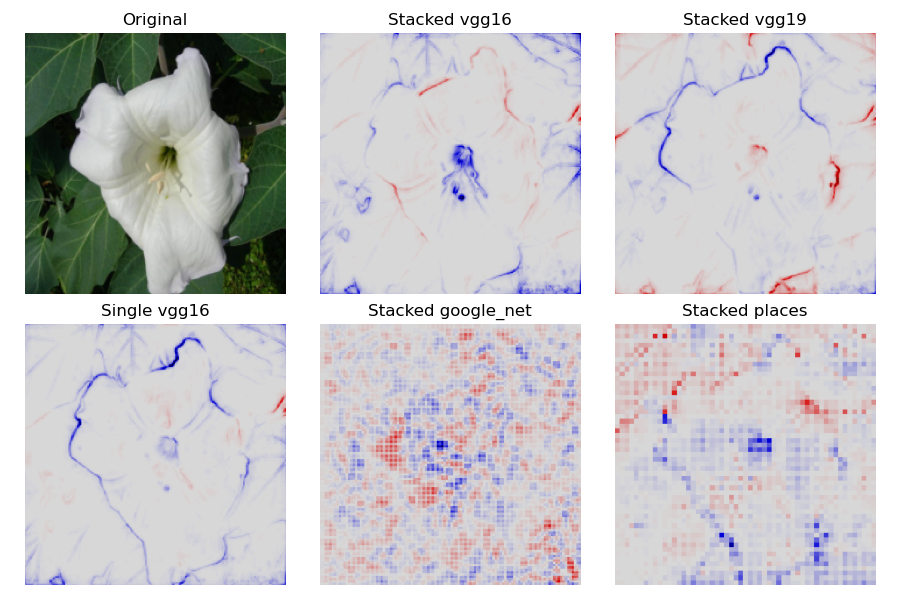 Original
Stacked vgg16
Stacked vgg19
Single vgg16
Stacked google_net
Stacked places